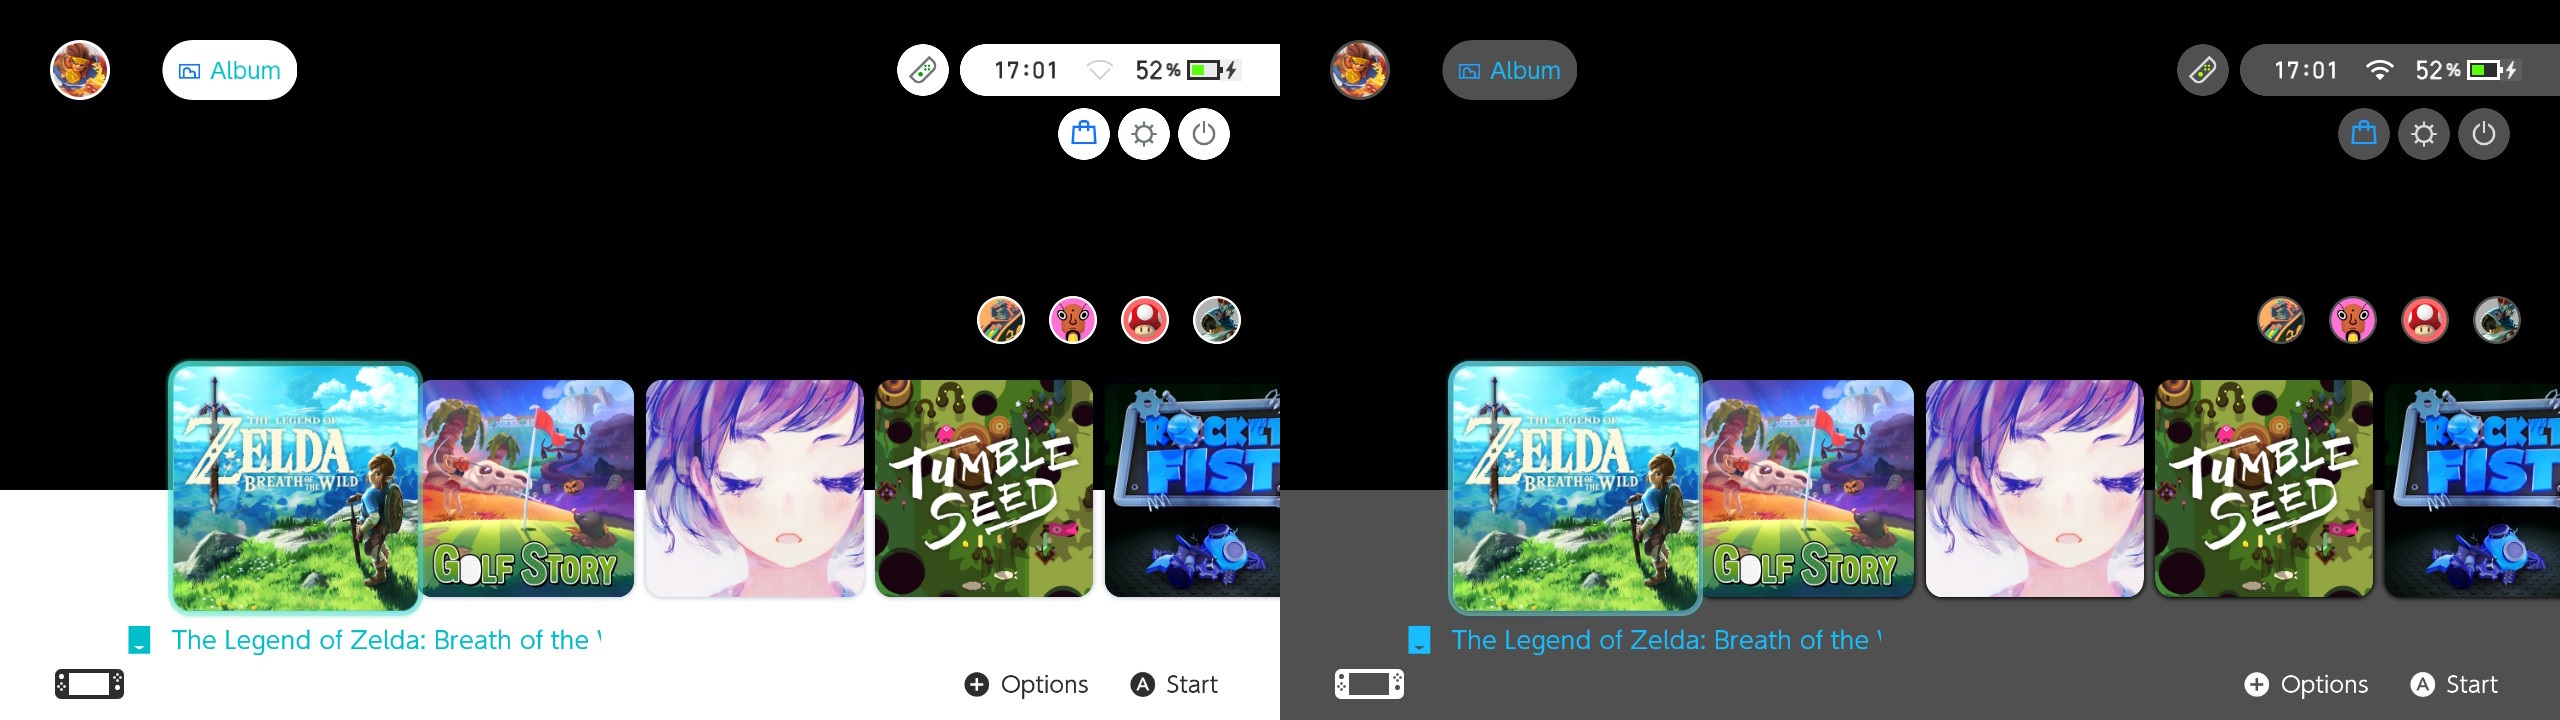 Album
17:01 52%
THE LEGEND OF
ZELDA
BREATH OF THE WILD
GOLF STORY
TUMBLE
SEED
ROCKET
FIST
The Legend of Zelda: Breath of the
Options
A Start
Album
17:01 52%
THE LEGEND OF
ZELDA
BREATH OF THE WILD
GOLF STORY
TUMBLE
SEED
ROCKET
FIST
The Legend of Zelda: Breath of the
Options
A Start